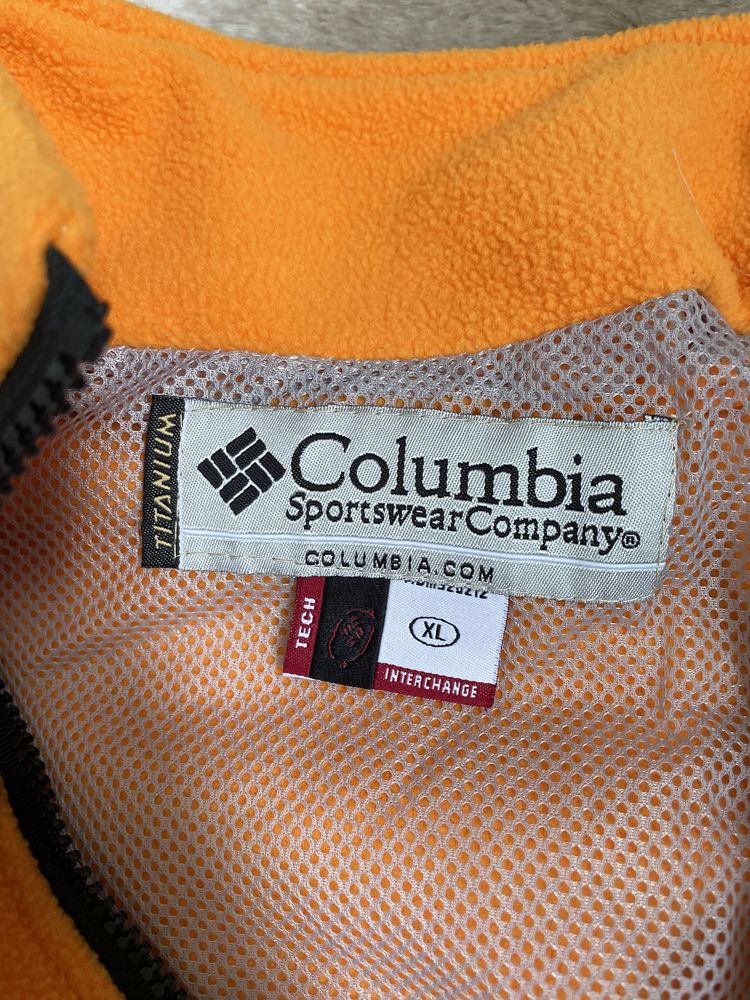 TITANIUM
Columbia
SportswearCompany®
COLUMBIA.COM
TECH
XL
INTERCHANGE